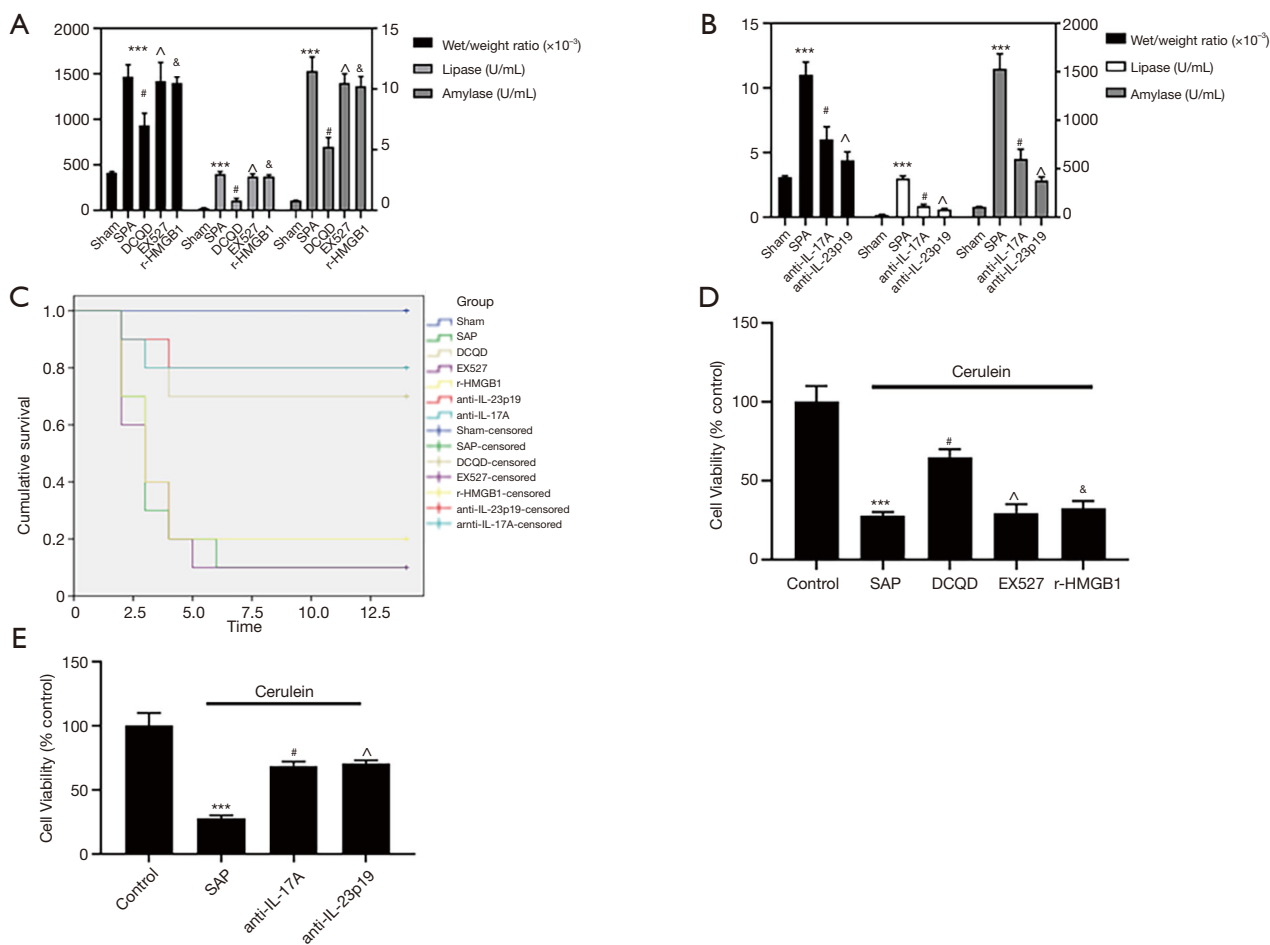 A
2000
1500
1000
500
0
15
10
5
0
***
#
^
&
***
#
^
&
***
#
^
&
Sham
SPA
DCQD
EX527
r-HMGB1
Sham
SPA
DCQD
EX527
r-HMGB1
Sham
SPA
DCQD
EX527
r-HMGB1
Wet/weight ratio (×10⁻³)
Lipase (U/mL)
Amylase (U/mL)
B
15
10
5
0
2000
1500
1000
500
0
***
#
^
***
#
^
***
#
^
Sham
SPA
anti-IL-17A
anti-IL-23p19
Sham
SPA
anti-IL-17A
anti-IL-23p19
Sham
SPA
anti-IL-17A
anti-IL-23p19
Wet/weight ratio (×10⁻³)
Lipase (U/mL)
Amylase (U/mL)
C
Cumulative survival
1.0
0.8
0.6
0.4
0.2
0
0
2.5
5.0
7.5
10.0
12.5
Time
Group
Sham
SAP
DCQD
EX527
r-HMGB1
anti-IL-23p19
anti-IL-17A
Sham-censored
SAP-censored
DCQD-censored
EX527-censored
r-HMGB1-censored
anti-IL-23p19-censored
arnti-IL-17A-censored
D
Cell Viability (% control)
150
100
50
0
Cerulein
***
#
^
&
Control
SAP
DCQD
EX527
r-HMGB1
E
Cell Viability (% control)
150
100
50
0
Cerulein
***
#
^
Control
SAP
anti-IL-17A
anti-IL-23p19